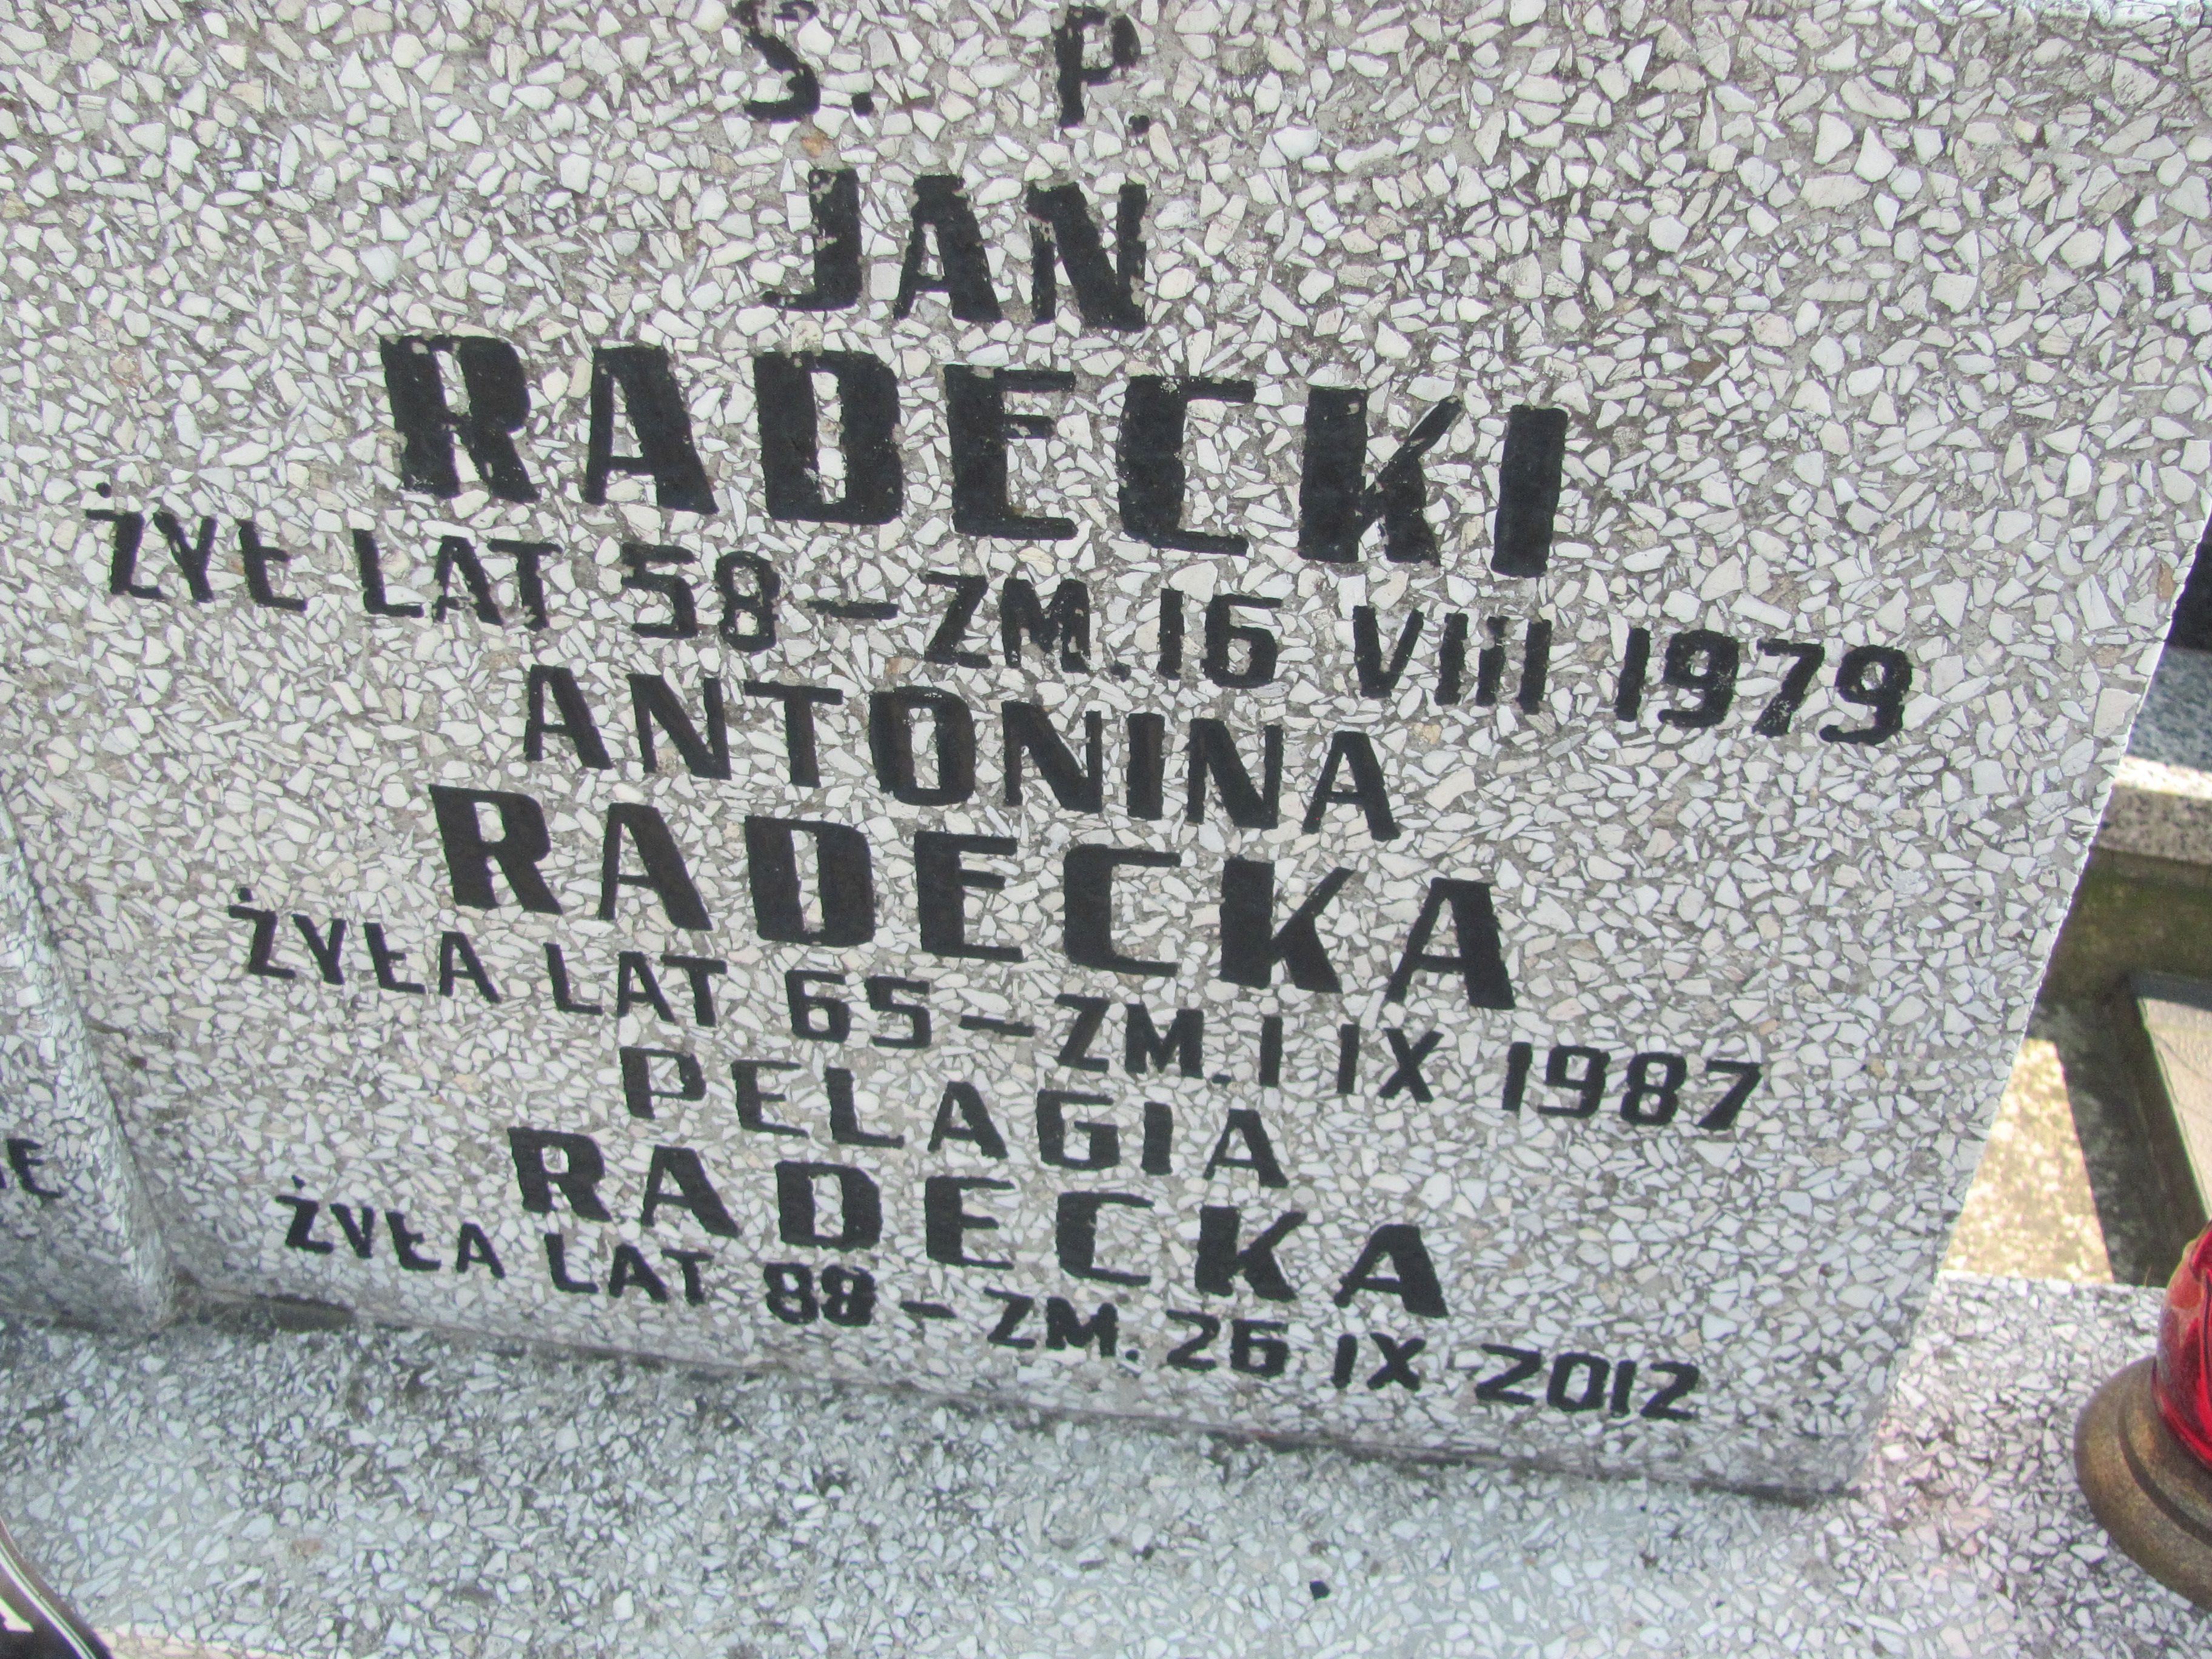 Ś. P.
JAN
RADECKI
ŻYŁ LAT 58 – ZM. 16 VIII 1979
ANTONINA
RADECKA
ŻYŁA LAT 65 – ZM. 1 IX 1987
PELAGIA
RADECKA
ŻYŁA LAT 88 – ZM. 26 IX 2012